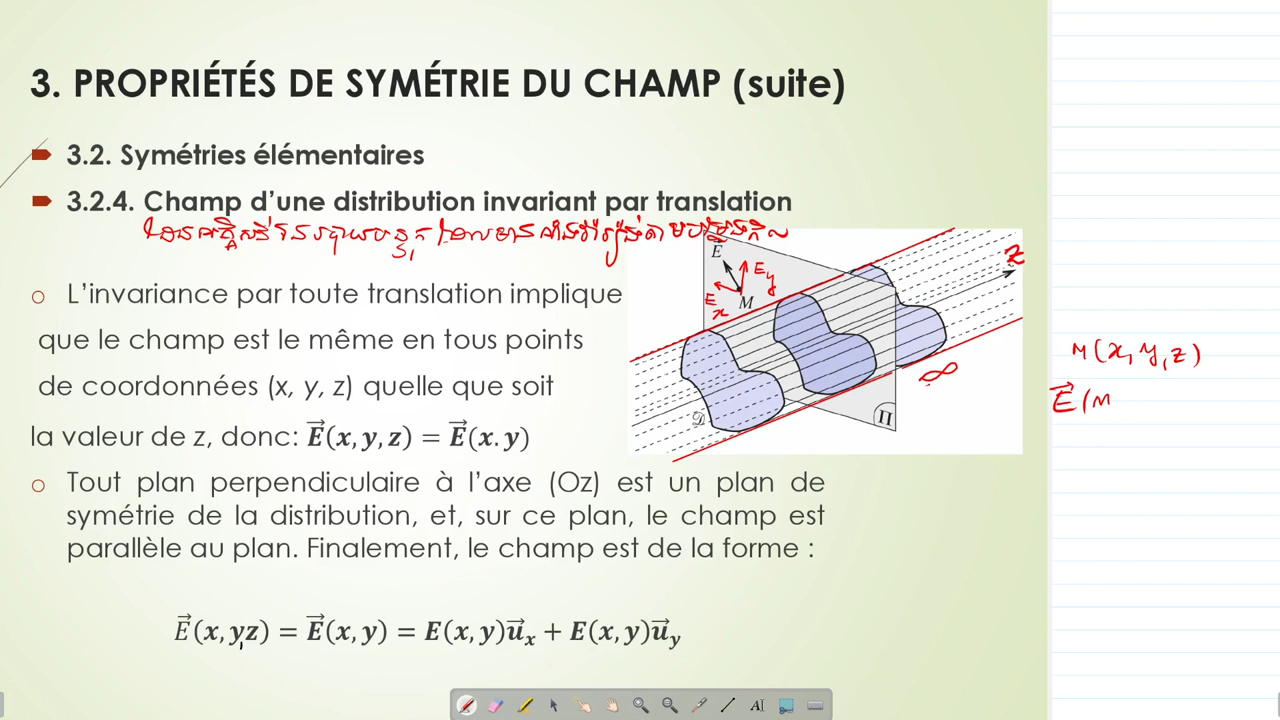 3. PROPRIÉTÉS DE SYMÉTRIE DU CHAMP (suite)
3.2. Symétries élémentaires
3.2.4. Champ d’une distribution invariant par translation
L’invariance par toute translation implique
que le champ est le même en tous points
de coordonnées (x, y, z) quelle que soit
la valeur de z, donc: E⃗(x, y, z) = E⃗(x.y)
Tout plan perpendiculaire à l’axe (Oz) est un plan de
symétrie de la distribution, et, sur ce plan, le champ est
parallèle au plan. Finalement, le champ est de la forme :
E⃗(x, yz) = E⃗(x, y) = E(x, y)u⃗ₓ + E(x, y)u⃗ᵧ
E⃗
E_y
E_x
M
z
∞
𝒟
Π
M(x, y, z)
E⃗(M
AI